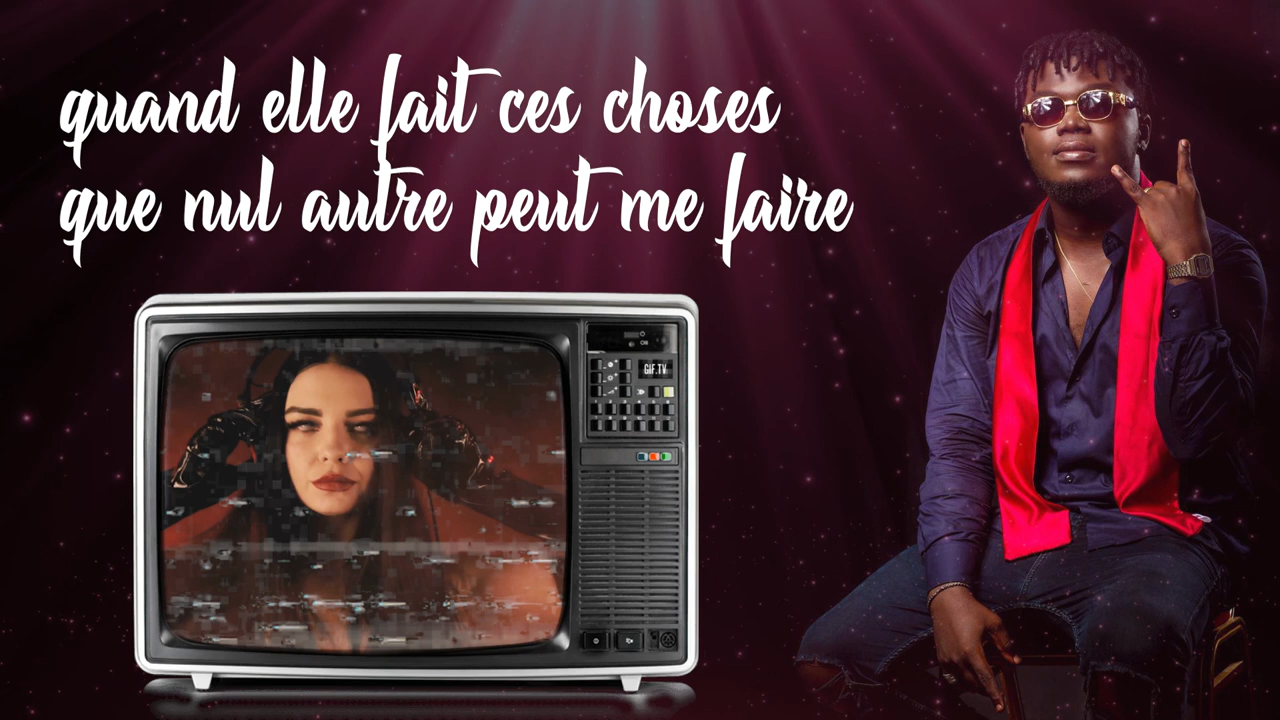 quand elle fait ces choses
que nul autre peut me faire
GIF.TV